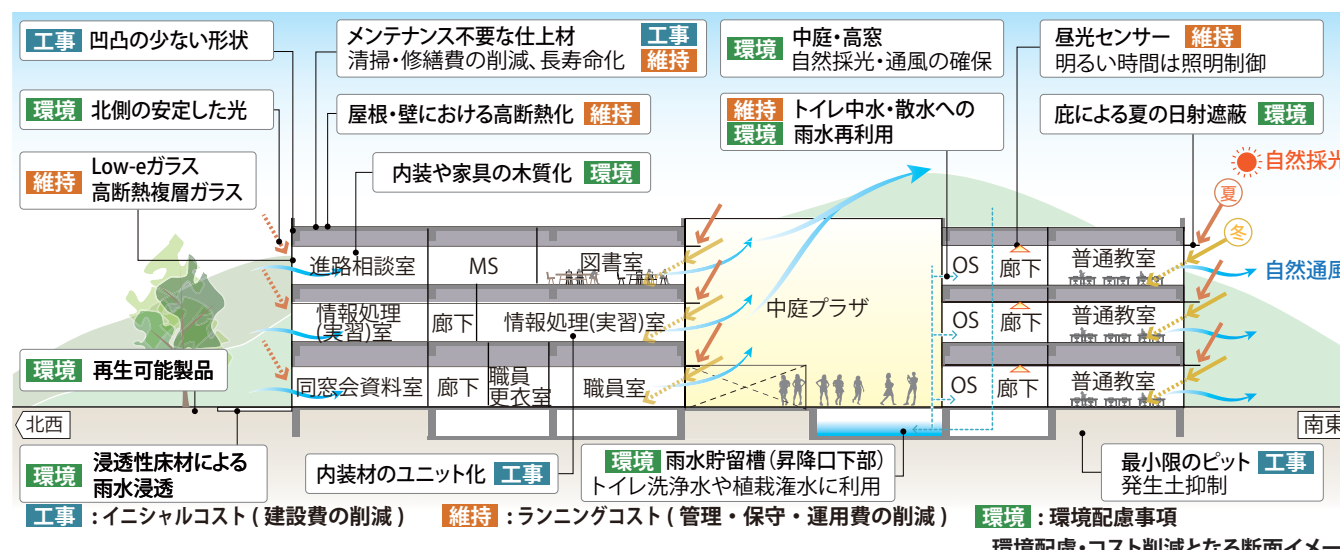 工事 凹凸の少ない形状
環境 北側の安定した光
維持 Low-eガラス
高断熱複層ガラス
メンテナンス不要な仕上材 工事
清掃・修繕費の削減、長寿命化 維持
屋根・壁における高断熱化 維持
内装や家具の木質化 環境
環境 中庭・高窓
自然採光・通風の確保
維持 トイレ中水・散水への
環境 雨水再利用
昼光センサー 維持
明るい時間は照明制御
庇による夏の日射遮蔽 環境
自然採光
夏
冬
自然通風
進路相談室
MS
図書室
情報処理
(実習)室
廊下
情報処理(実習)室
同窓会資料室
廊下
職員
更衣室
職員室
中庭プラザ
OS
廊下
普通教室
OS
廊下
普通教室
OS
廊下
普通教室
環境 再生可能製品
北西
南東
環境 浸透性床材による
雨水浸透
内装材のユニット化 工事
環境 雨水貯留槽(昇降口下部)
トイレ洗浄水や植栽潅水に利用
最小限のピット 工事
発生土抑制
工事 : イニシャルコスト ( 建設費の削減 )
維持 : ランニングコスト ( 管理・保守・運用費の削減 )
環境 : 環境配慮事項
環境配慮・コスト削減となる断面イメー